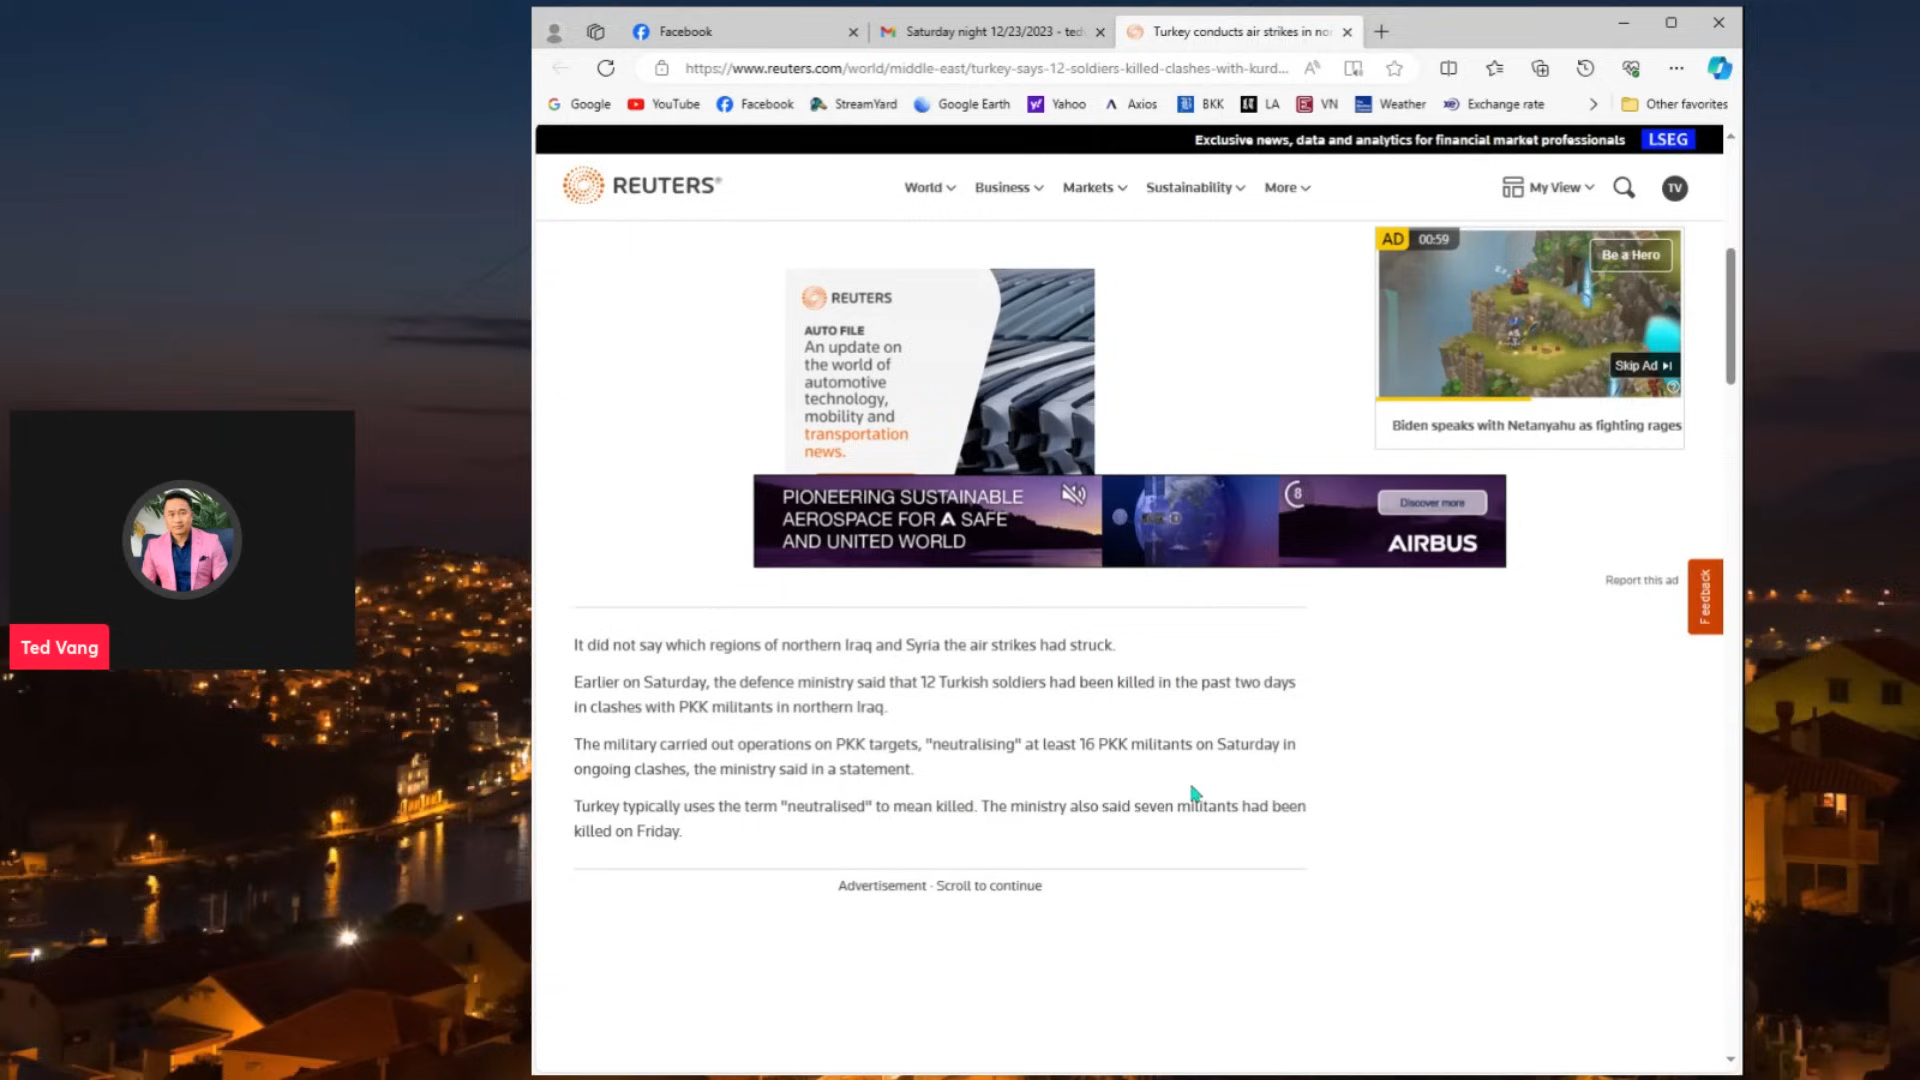 Facebook
Saturday night 12/23/2023 - ted
Turkey conducts air strikes in no
https://www.reuters.com/world/middle-east/turkey-says-12-soldiers-killed-clashes-with-kurd...
Google
YouTube
Facebook
StreamYard
Google Earth
Yahoo
Axios
BKK
LA
VN
Weather
Exchange rate
Other favorites
Exclusive news, data and analytics for financial market professionals
LSEG
REUTERS®
World
Business
Markets
Sustainability
More
My View
TV
AD 00:59
Be a Hero
Skip Ad
Biden speaks with Netanyahu as fighting rages
REUTERS
AUTO FILE
An update on
the world of
automotive
technology,
mobility and
transportation
news.
PIONEERING SUSTAINABLE
AEROSPACE FOR A SAFE
AND UNITED WORLD
8
Discover more
AIRBUS
Report this ad
Feedback
Ted Vang
It did not say which regions of northern Iraq and Syria the air strikes had struck.
Earlier on Saturday, the defence ministry said that 12 Turkish soldiers had been killed in the past two days
in clashes with PKK militants in northern Iraq.
The military carried out operations on PKK targets, "neutralising" at least 16 PKK militants on Saturday in
ongoing clashes, the ministry said in a statement.
Turkey typically uses the term "neutralised" to mean killed. The ministry also said seven militants had been
killed on Friday.
Advertisement · Scroll to continue